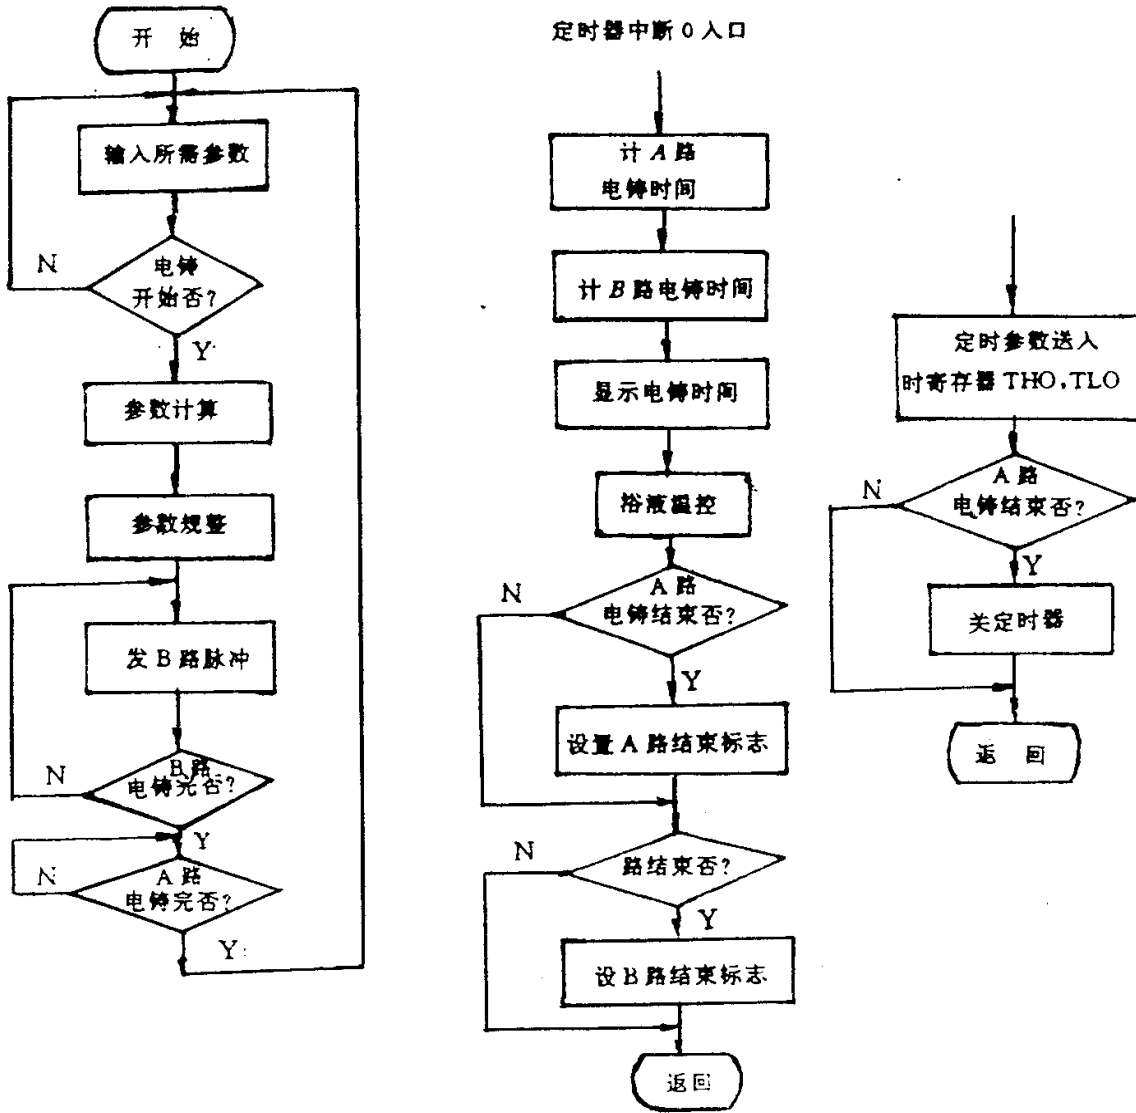 开 始
输入所需参数
电铸
开始否?
N
Y
参数计算
参数规整
发B路脉冲
B路
电铸完否?
N
Y
A路
电铸完否?
N
Y
定时器中断0入口
计A路
电铸时间
计B路电铸时间
显示电铸时间
浴液温控
A路
电铸结束否?
N
Y
设置A路结束标志
路结束否?
N
Y
设B路结束标志
返回
定时参数送入
时寄存器THO,TLO
A路
电铸结束否?
N
Y
关定时器
返 回